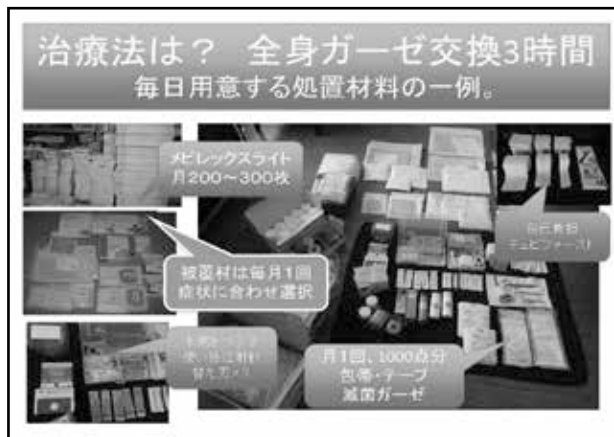 治療法は? 全身ガーゼ交換3時間
毎日用意する処置材料の一例。
メピレックスライト
月200~300枚
被覆材は毎月1回
症状に合わせ選択
自己負担
月1回、1000点分
包帯・テープ
滅菌ガーゼ